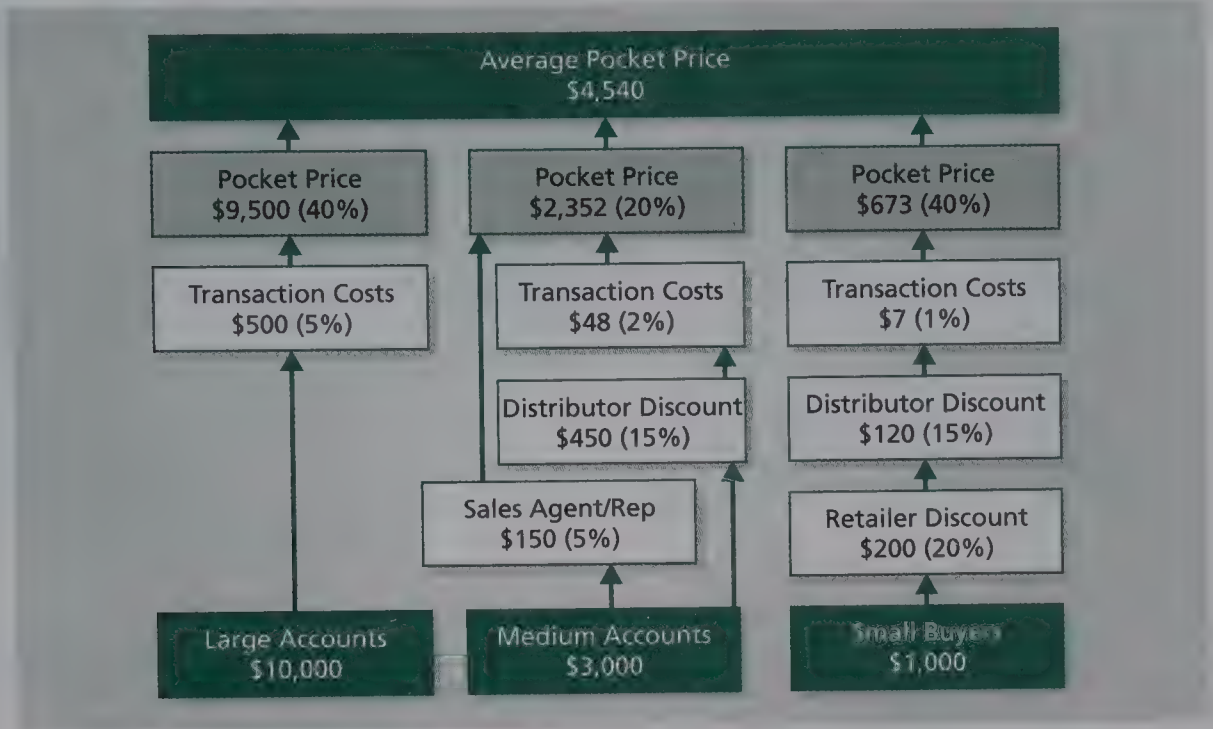 Average Pocket Price
$4,540
Pocket Price
$9,500 (40%)
Pocket Price
$2,352 (20%)
Pocket Price
$673 (40%)
Transaction Costs
$500 (5%)
Transaction Costs
$48 (2%)
Transaction Costs
$7 (1%)
Distributor Discount
$450 (15%)
Distributor Discount
$120 (15%)
Sales Agent/Rep
$150 (5%)
Retailer Discount
$200 (20%)
Large Accounts
$10,000
Medium Accounts
$3,000
Small Buyers
$1,000